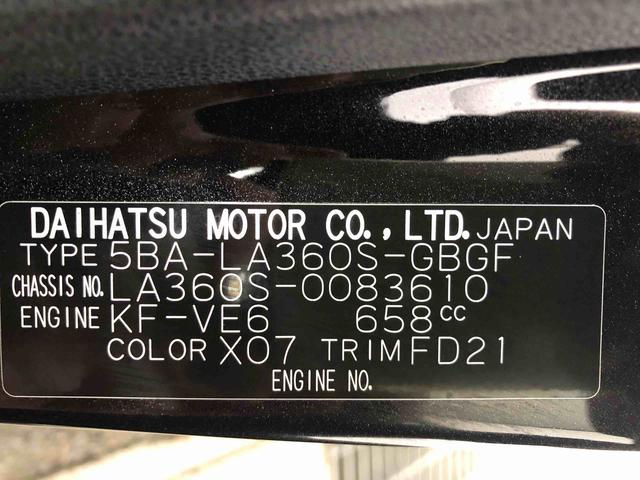 DAIHATSU MOTOR CO., LTD. JAPAN
TYPE 5BA-LA360S-GBGF
CHASSIS NO. LA360S-0083610
ENGINE KF-VE6 658cc
COLOR X07 TRIM FD21
ENGINE NO.